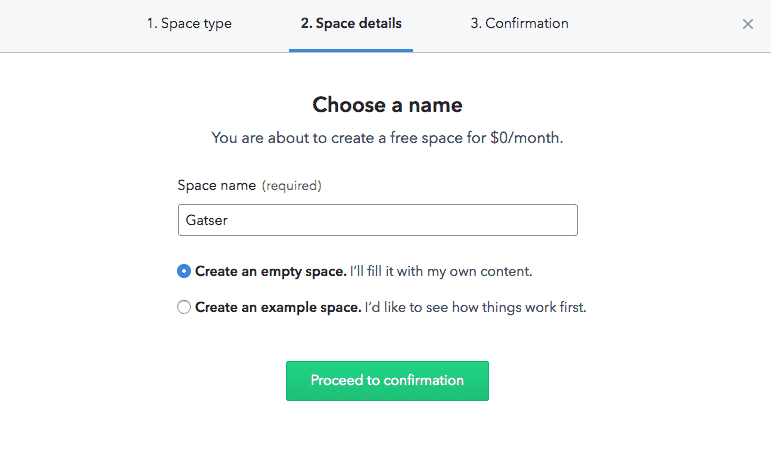 1. Space type 2. Space details 3. Confirmation
Choose a name
You are about to create a free space for $0/month.
Space name (required)
Gatser
Create an empty space. I'll fill it with my own content.
Create an example space. I'd like to see how things work first.
Proceed to confirmation